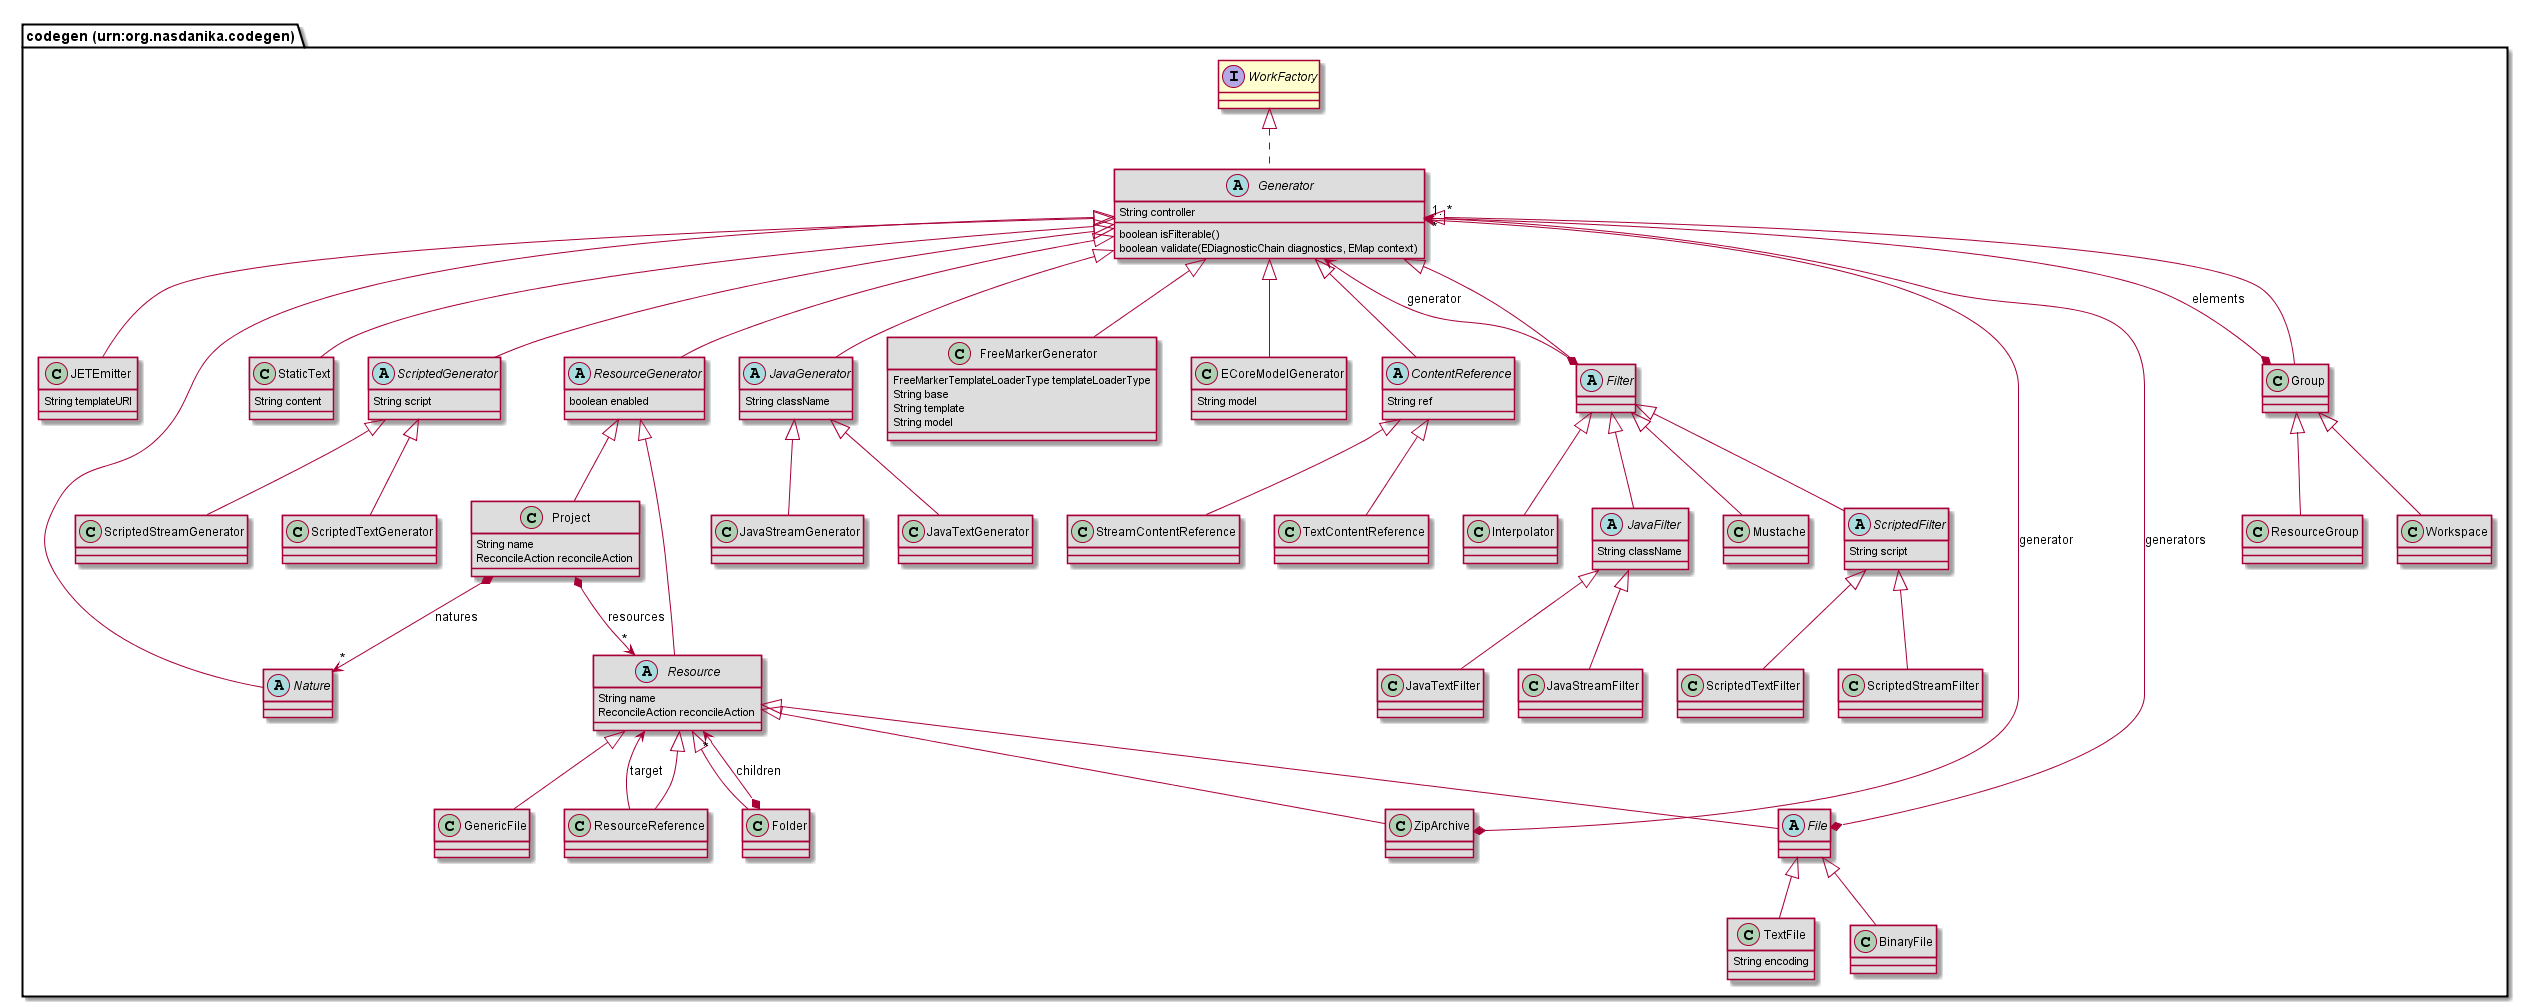 codegen (urn:org.nasdanika.codegen)
I WorkFactory
A Generator
String controller
boolean isFilterable()
boolean validate(EDiagnosticChain diagnostics, EMap context)
1..*
*
generator
elements
C JETEmitter
String templateURI
C StaticText
String content
A ScriptedGenerator
String script
A ResourceGenerator
boolean enabled
A JavaGenerator
String className
C FreeMarkerGenerator
FreeMarkerTemplateLoaderType templateLoaderType
String base
String template
String model
C ECoreModelGenerator
String model
A ContentReference
String ref
A Filter
C Group
C ScriptedStreamGenerator
C ScriptedTextGenerator
C Project
String name
ReconcileAction reconcileAction
C JavaStreamGenerator
C JavaTextGenerator
C StreamContentReference
C TextContentReference
C Interpolator
A JavaFilter
String className
C Mustache
A ScriptedFilter
String script
generator
generators
C ResourceGroup
C Workspace
natures
resources
*
*
A Nature
A Resource
String name
ReconcileAction reconcileAction
C JavaTextFilter
C JavaStreamFilter
C ScriptedTextFilter
C ScriptedStreamFilter
*
target
children
C GenericFile
C ResourceReference
C Folder
C ZipArchive
A File
C TextFile
String encoding
C BinaryFile